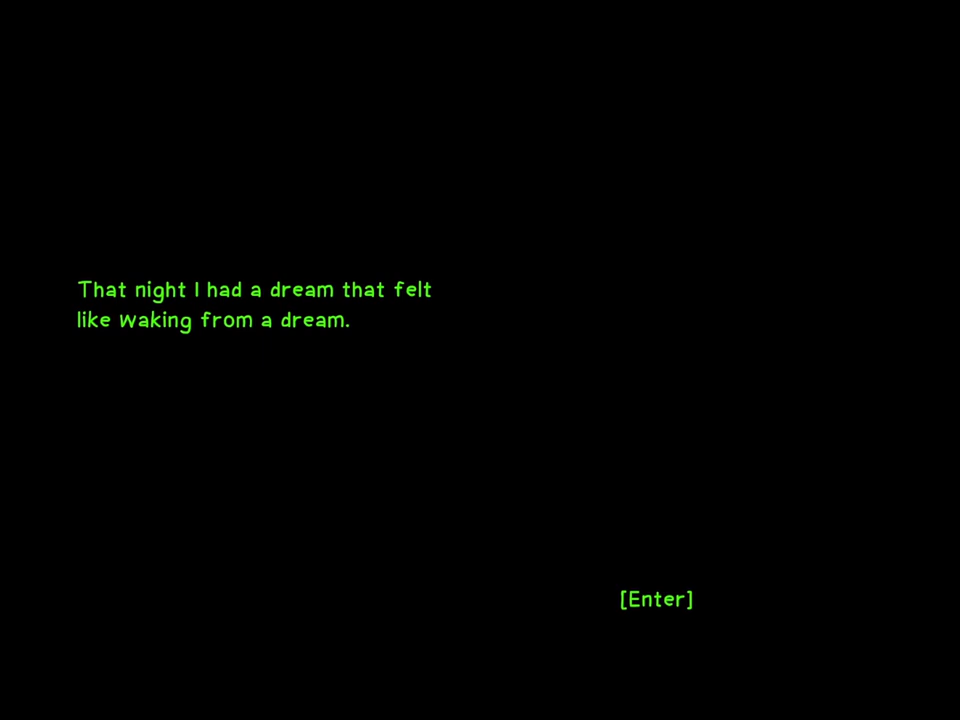 That night I had a dream that felt
like waking from a dream.
[Enter]